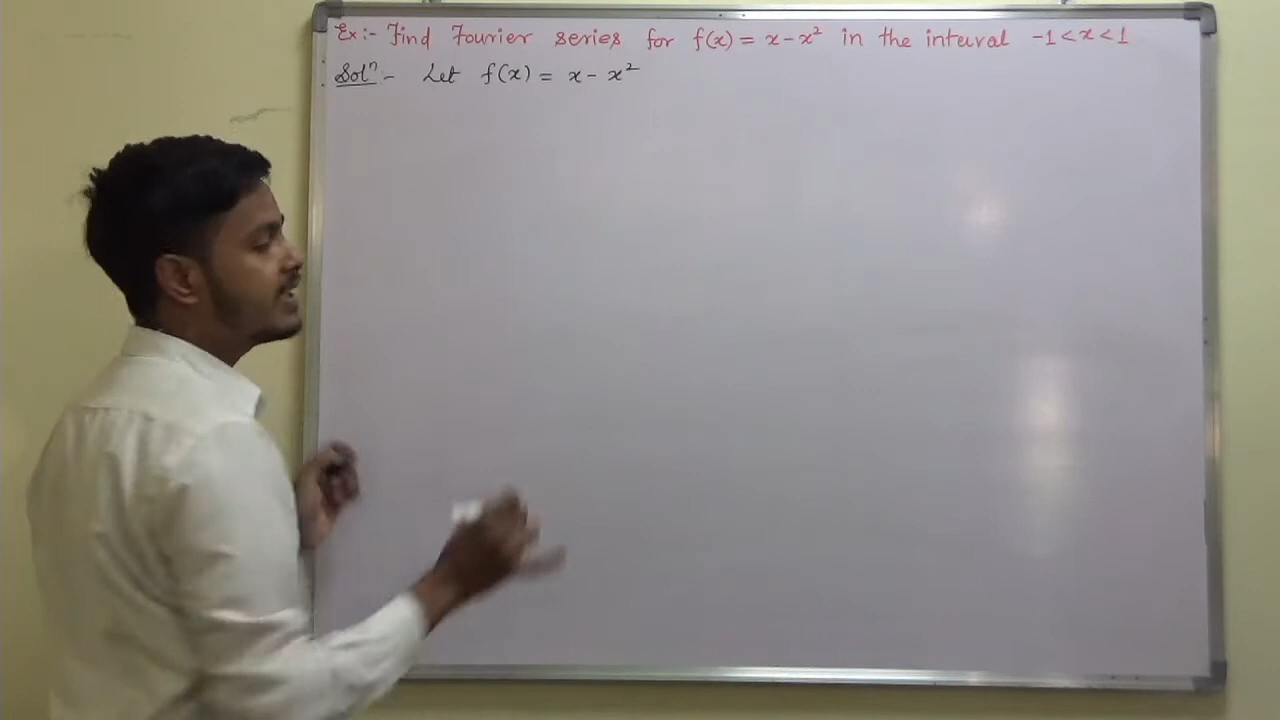 Ex:- Find Fourier series for f(x) = x - x² in the interval -1 < x < 1
Solⁿ:- Let f(x) = x - x²